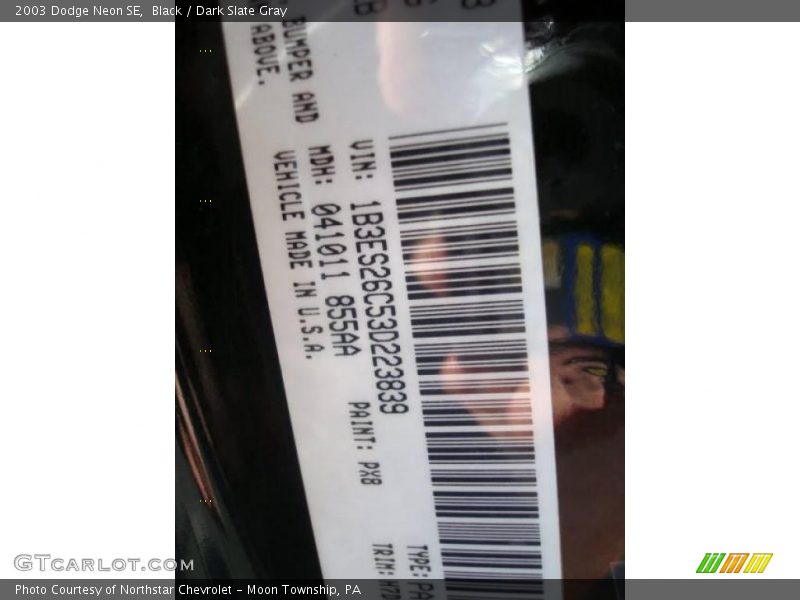 2003 Dodge Neon SE, Black / Dark Slate Gray
BUMPER AND
ABOVE.
VIN: 1B3ES26C53D223839
MDH: 041011 855AA
VEHICLE MADE IN U.S.A.
PAINT: PX8
TYPE:
TRIM:
GTcarlot.com
Photo Courtesy of Northstar Chevrolet - Moon Township, PA